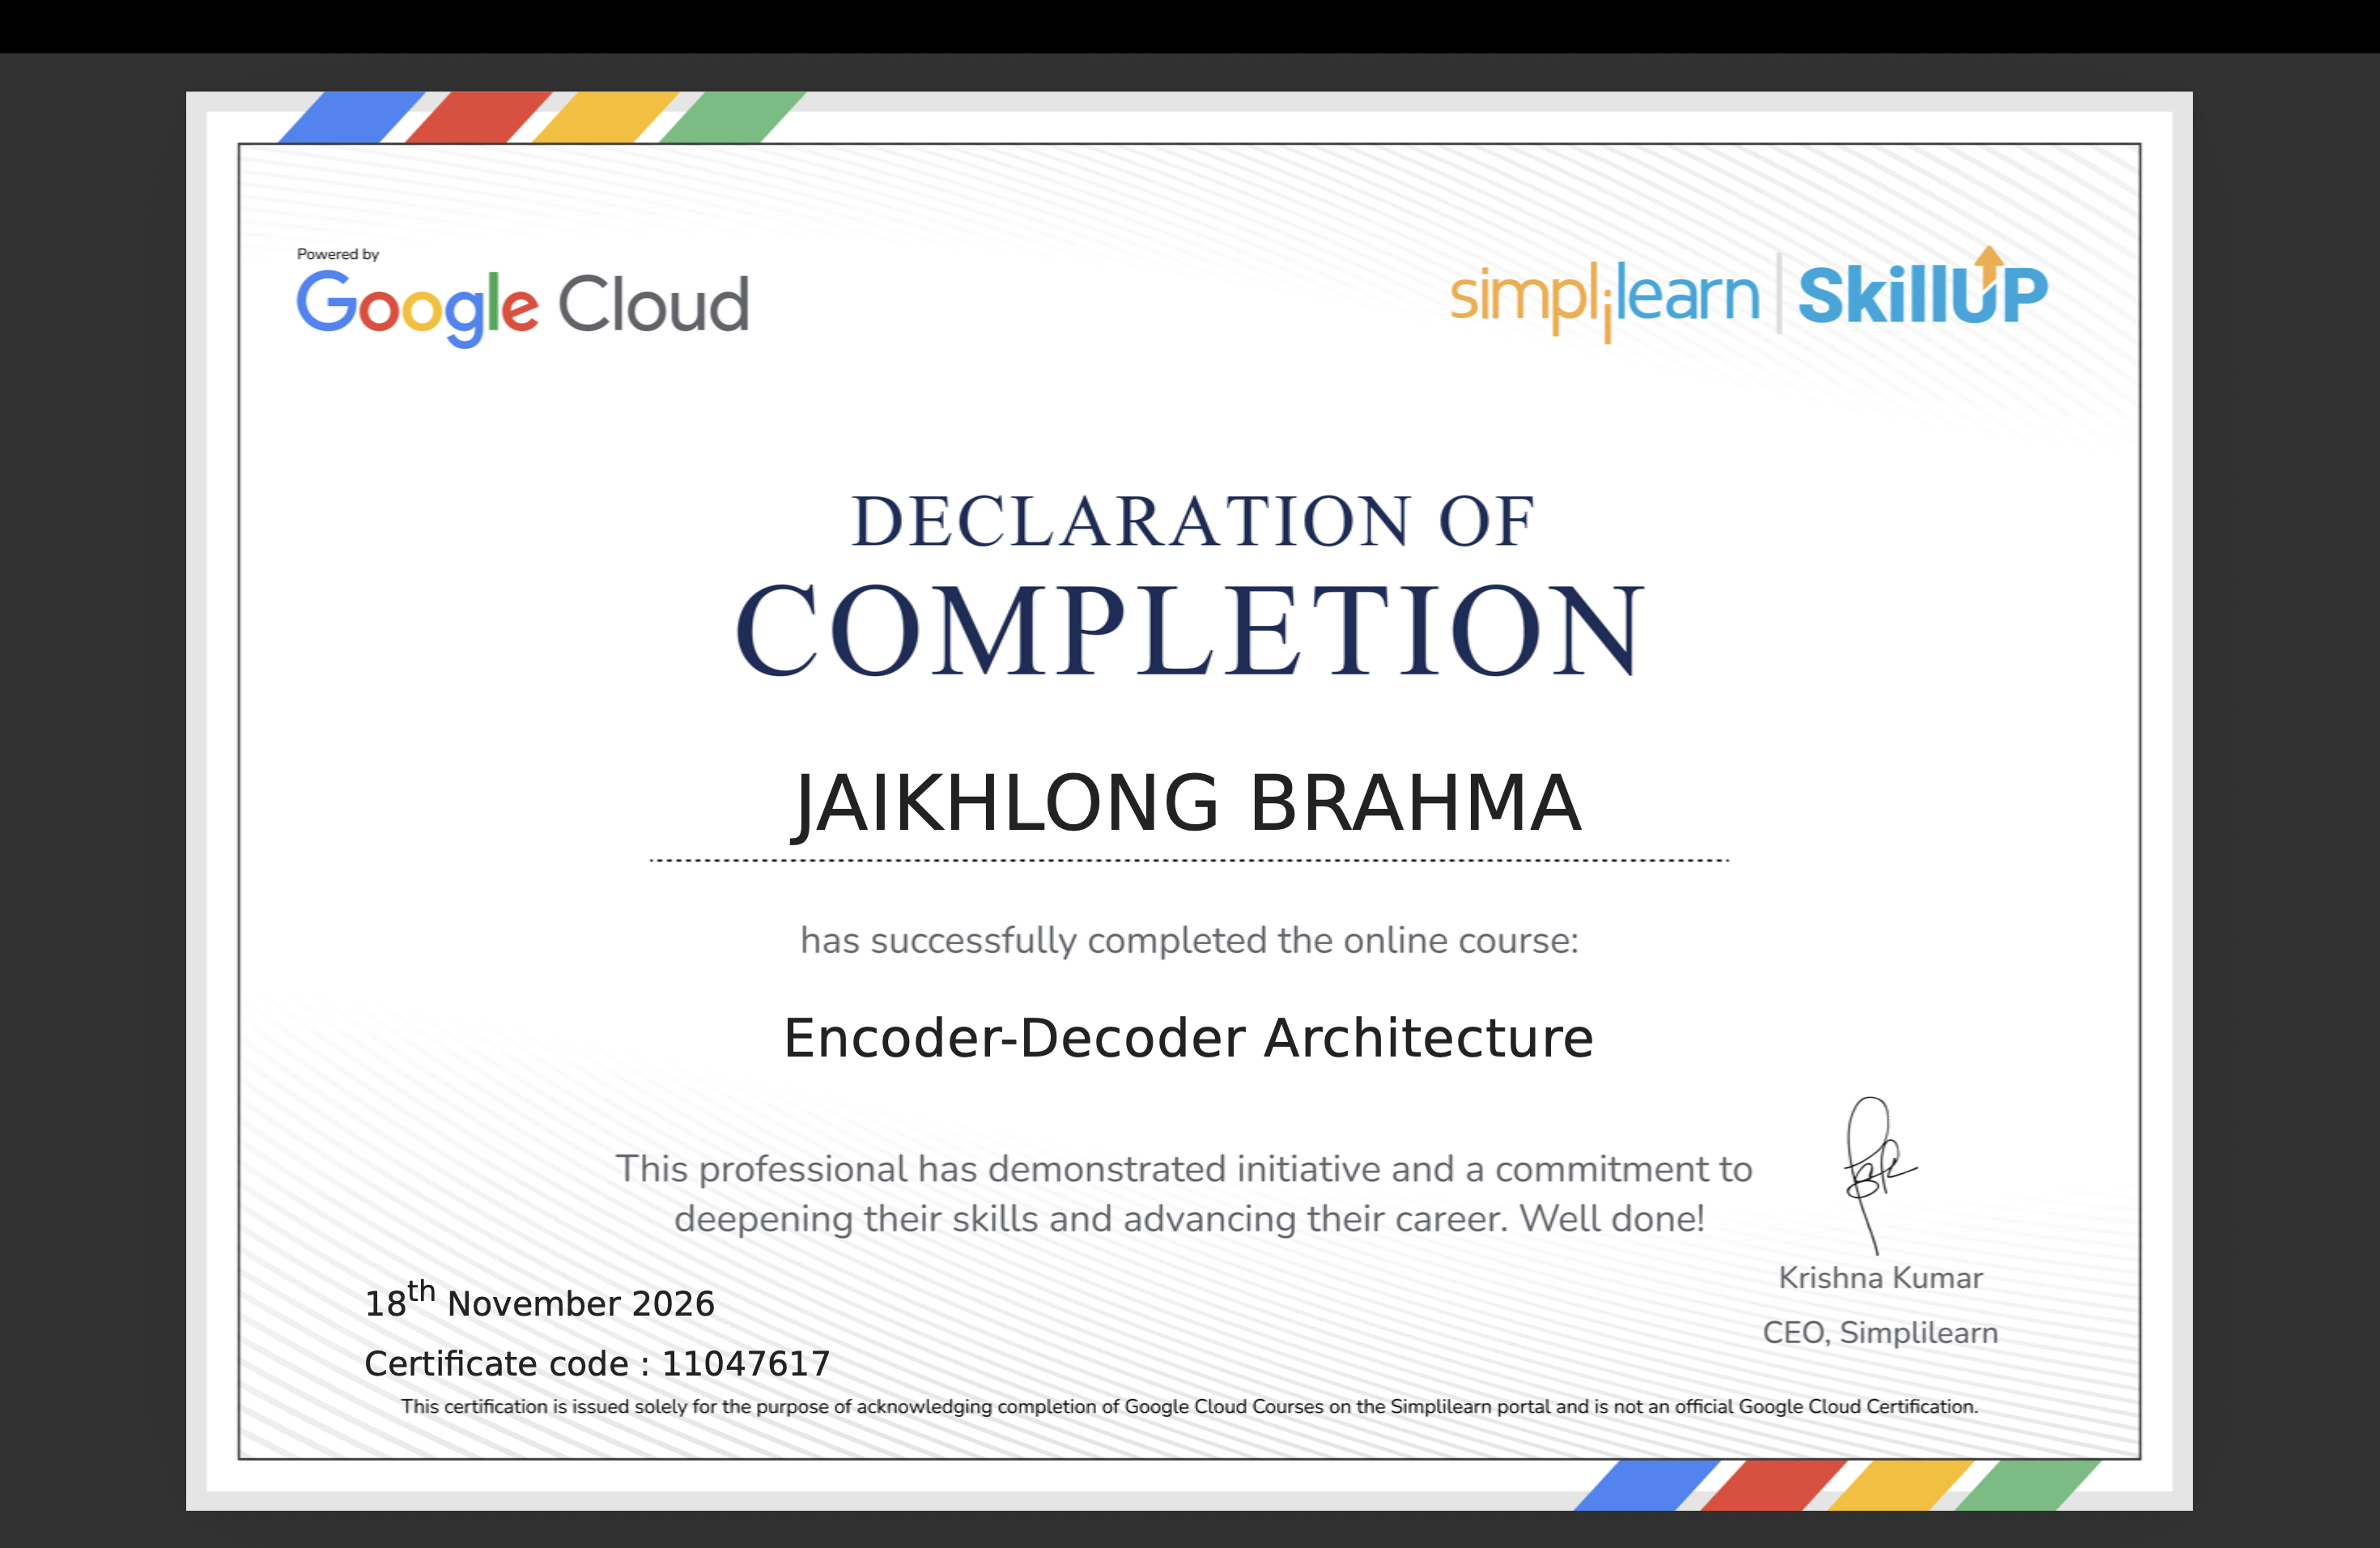 Powered by
Google Cloud
simplilearn | SkillUP
DECLARATION OF
COMPLETION
JAIKHLONG BRAHMA
has successfully completed the online course:
Encoder-Decoder Architecture
This professional has demonstrated initiative and a commitment to
deepening their skills and advancing their career. Well done!
18th November 2026
Krishna Kumar
CEO, Simplilearn
Certificate code : 11047617
This certification is issued solely for the purpose of acknowledging completion of Google Cloud Courses on the Simplilearn portal and is not an official Google Cloud Certification.